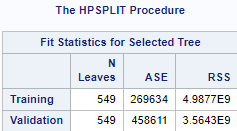 The HPSPLIT Procedure
Fit Statistics for Selected Tree
N Leaves ASE RSS
Training 549 269634 4.9877E9
Validation 549 458611 3.5643E9